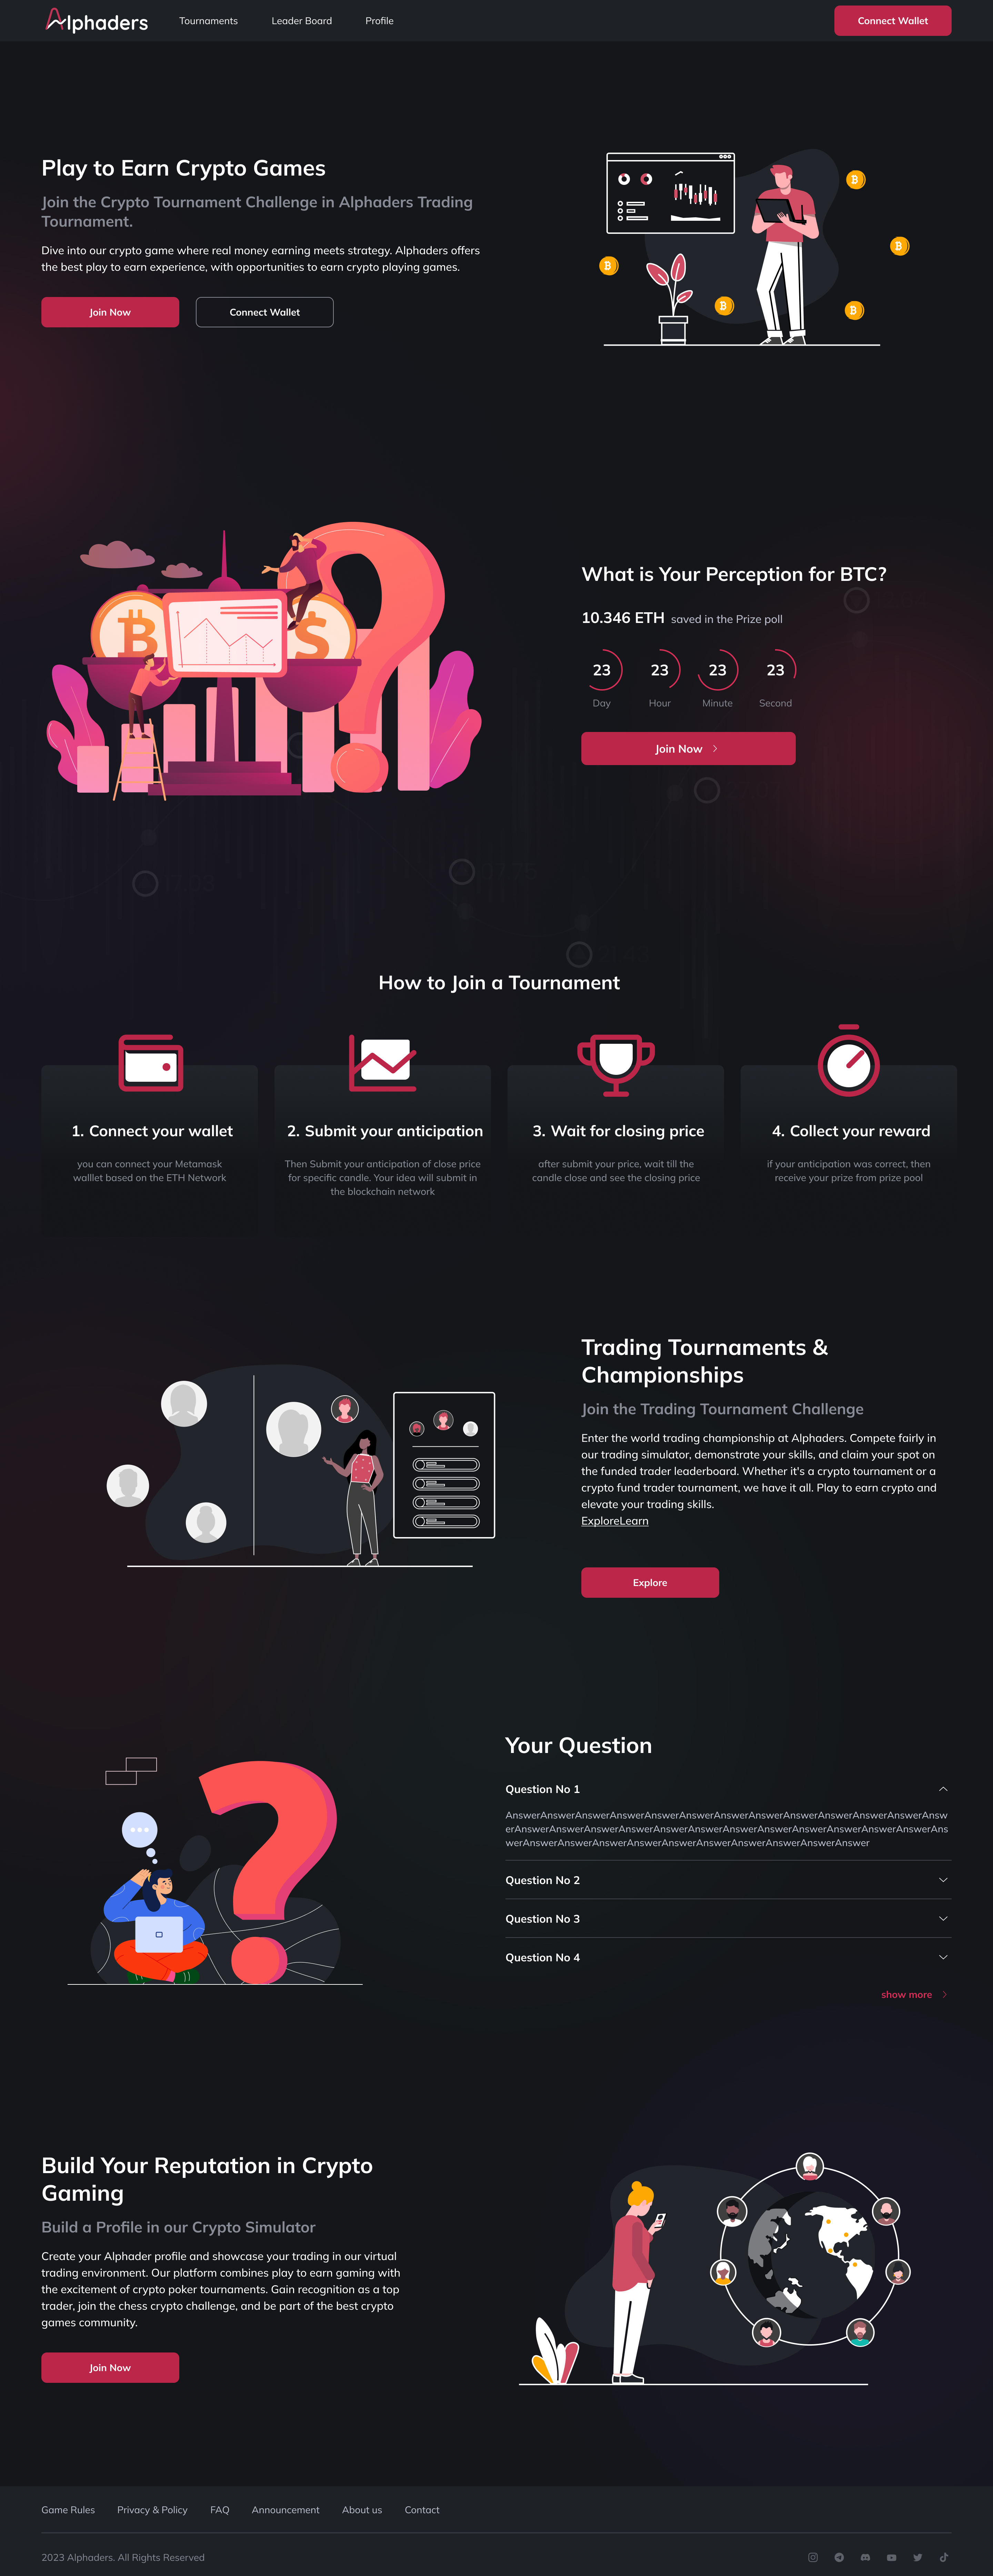 Alphaders
Tournaments
Leader Board
Profile
Connect Wallet
Play to Earn Crypto Games
Join the Crypto Tournament Challenge in Alphaders Trading
Tournament.
Dive into our crypto game where real money earning meets strategy. Alphaders offers
the best play to earn experience, with opportunities to earn crypto playing games.
Join Now
Connect Wallet
What is Your Perception for BTC?
10.346 ETH saved in the Prize poll
23 23 23 23
Day Hour Minute Second
Join Now
How to Join a Tournament
1. Connect your wallet
you can connect your Metamask
walllet based on the ETH Network
2. Submit your anticipation
Then Submit your anticipation of close price
for specific candle. Your idea will submit in
the blockchain network
3. Wait for closing price
after submit your price, wait till the
candle close and see the closing price
4. Collect your reward
if your anticipation was correct, then
receive your prize from prize pool
Trading Tournaments &
Championships
Join the Trading Tournament Challenge
Enter the world trading championship at Alphaders. Compete fairly in
our trading simulator, demonstrate your skills, and claim your spot on
the funded trader leaderboard. Whether it's a crypto tournament or a
crypto fund trader tournament, we have it all. Play to earn crypto and
elevate your trading skills.
ExploreLearn
Explore
Your Question
Question No 1
AnswerAnswerAnswerAnswerAnswerAnswerAnswerAnswerAnswerAnswerAnswerAnswerAnsw
erAnswerAnswerAnswerAnswerAnswerAnswerAnswerAnswerAnswerAnswerAnswerAnswerAns
werAnswerAnswerAnswerAnswerAnswerAnswerAnswerAnswerAnswerAnswer
Question No 2
Question No 3
Question No 4
show more
Build Your Reputation in Crypto
Gaming
Build a Profile in our Crypto Simulator
Create your Alphader profile and showcase your trading in our virtual
trading environment. Our platform combines play to earn gaming with
the excitement of crypto poker tournaments. Gain recognition as a top
trader, join the chess crypto challenge, and be part of the best crypto
games community.
Join Now
Game Rules
Privacy & Policy
FAQ
Announcement
About us
Contact
2023 Alphaders. All Rights Reserved